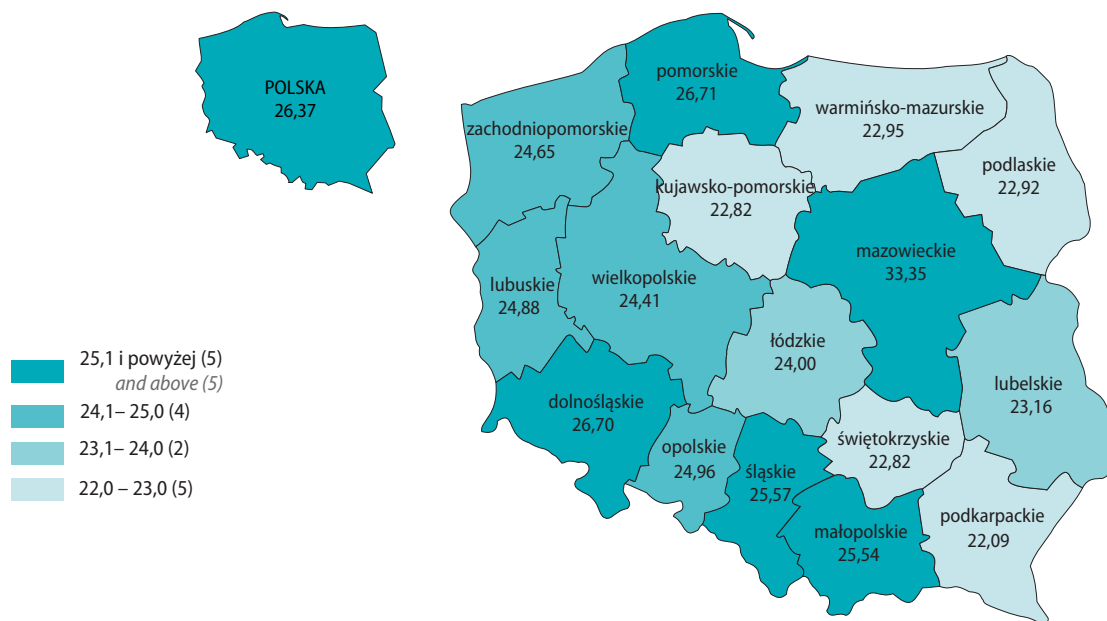 POLSKA
26,37
pomorskie
26,71
warmińsko-mazurskie
22,95
zachodniopomorskie
24,65
podlaskie
22,92
kujawsko-pomorskie
22,82
mazowieckie
33,35
lubuskie
24,88
wielkopolskie
24,41
łódzkie
24,00
lubelskie
23,16
dolnośląskie
26,70
opolskie
24,96
śląskie
25,57
świętokrzyskie
22,82
małopolskie
25,54
podkarpackie
22,09
25,1 i powyżej (5)
and above (5)
24,1– 25,0 (4)
23,1– 24,0 (2)
22,0 – 23,0 (5)